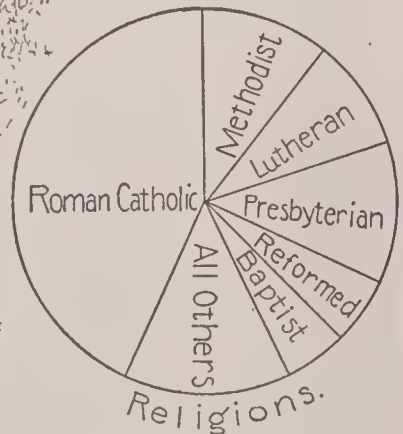 Methodist
Lutheran
Presbyterian
Reformed
Baptist
All Others
Roman Catholic
Religions.